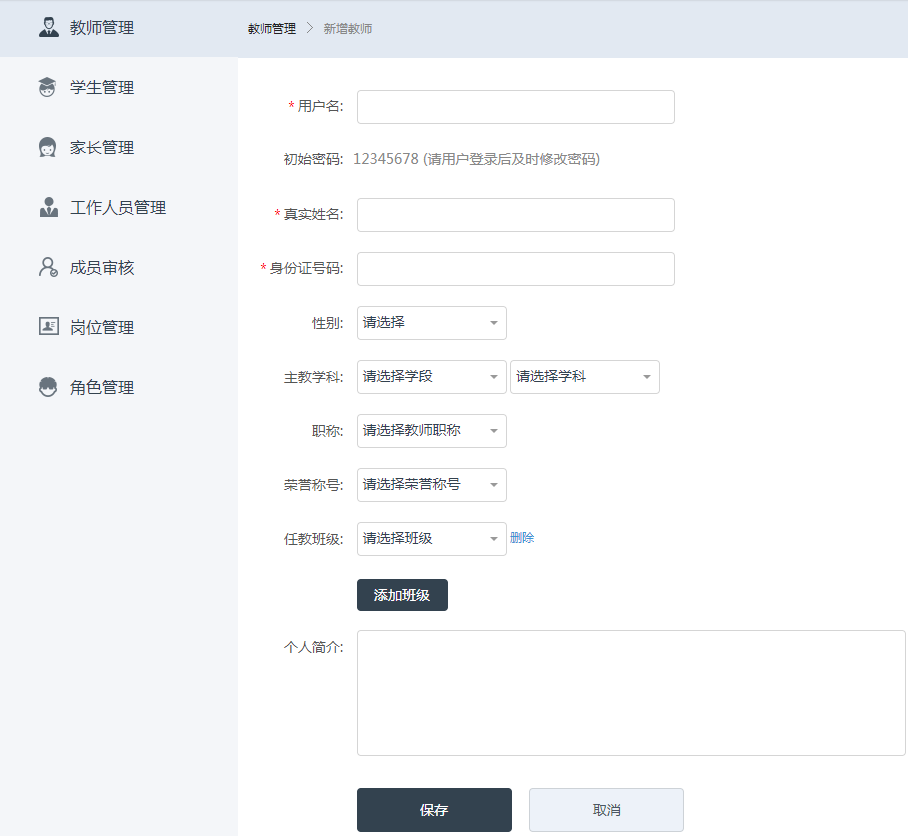 教师管理
学生管理
家长管理
工作人员管理
成员审核
岗位管理
角色管理
教师管理 > 新增教师
* 用户名:
初始密码: 12345678 (请用户登录后及时修改密码)
* 真实姓名:
* 身份证号码:
性别: 请选择
主教学科: 请选择学段 请选择学科
职称: 请选择教师职称
荣誉称号: 请选择荣誉称号
任教班级: 请选择班级 删除
添加班级
个人简介:
保存 取消